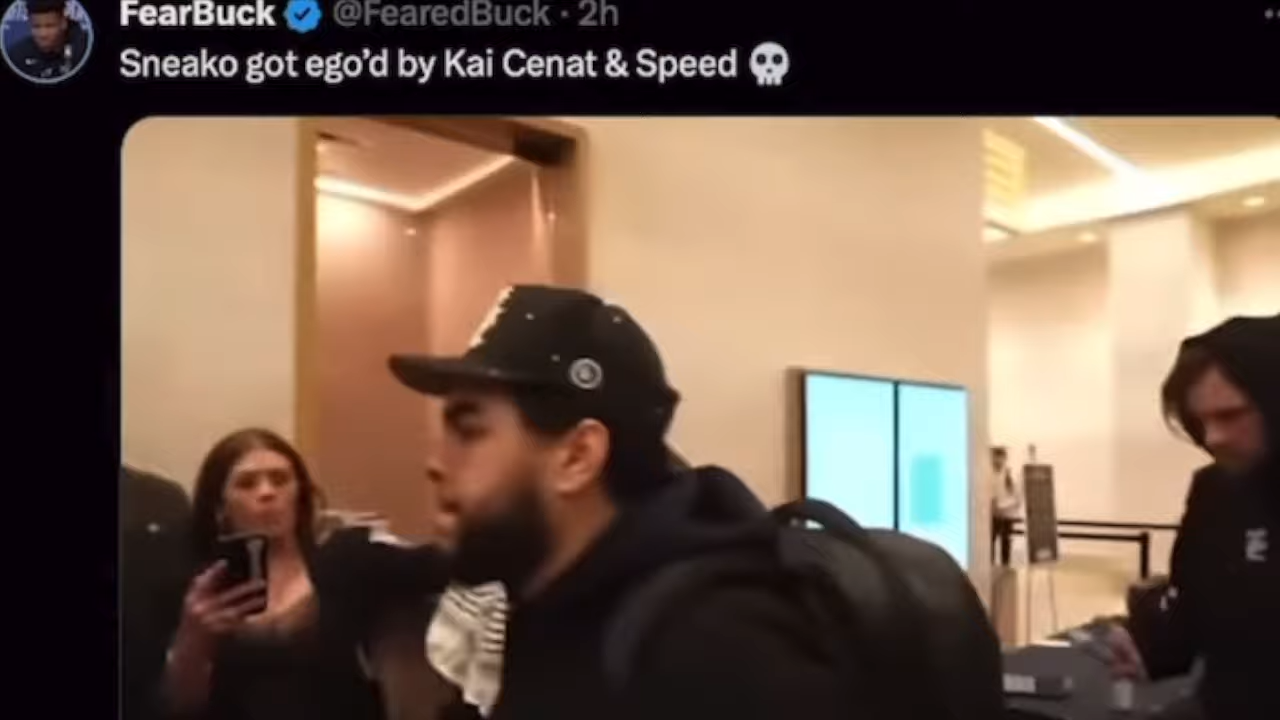 FearBuck @FearedBuck · 2h
Sneako got ego’d by Kai Cenat & Speed 💀